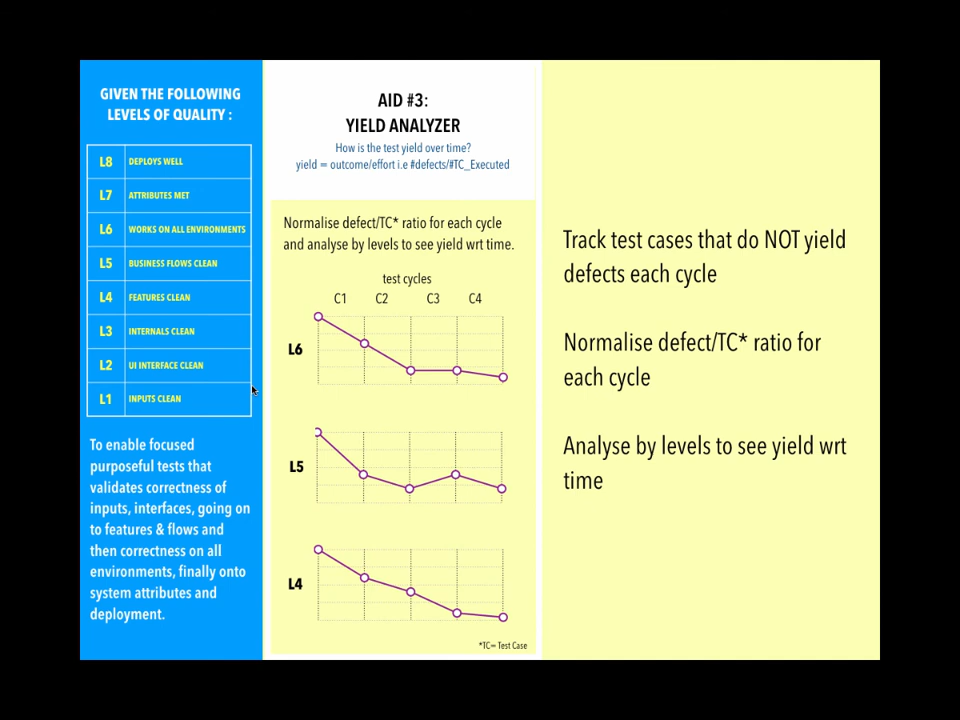 GIVEN THE FOLLOWING
LEVELS OF QUALITY :
L8 DEPLOYS WELL
L7 ATTRIBUTES MET
L6 WORKS ON ALL ENVIRONMENTS
L5 BUSINESS FLOWS CLEAN
L4 FEATURES CLEAN
L3 INTERNALS CLEAN
L2 UI INTERFACE CLEAN
L1 INPUTS CLEAN
To enable focused
purposeful tests that
validates correctness of
inputs, interfaces, going on
to features & flows and
then correctness on all
environments, finally onto
system attributes and
deployment.
AID #3:
YIELD ANALYZER
How is the test yield over time?
yield = outcome/effort i.e #defects/#TC_Executed
Normalise defect/TC* ratio for each cycle
and analyse by levels to see yield wrt time.
test cycles
C1 C2 C3 C4
L6
L5
L4
*TC= Test Case
Track test cases that do NOT yield
defects each cycle
Normalise defect/TC* ratio for
each cycle
Analyse by levels to see yield wrt
time